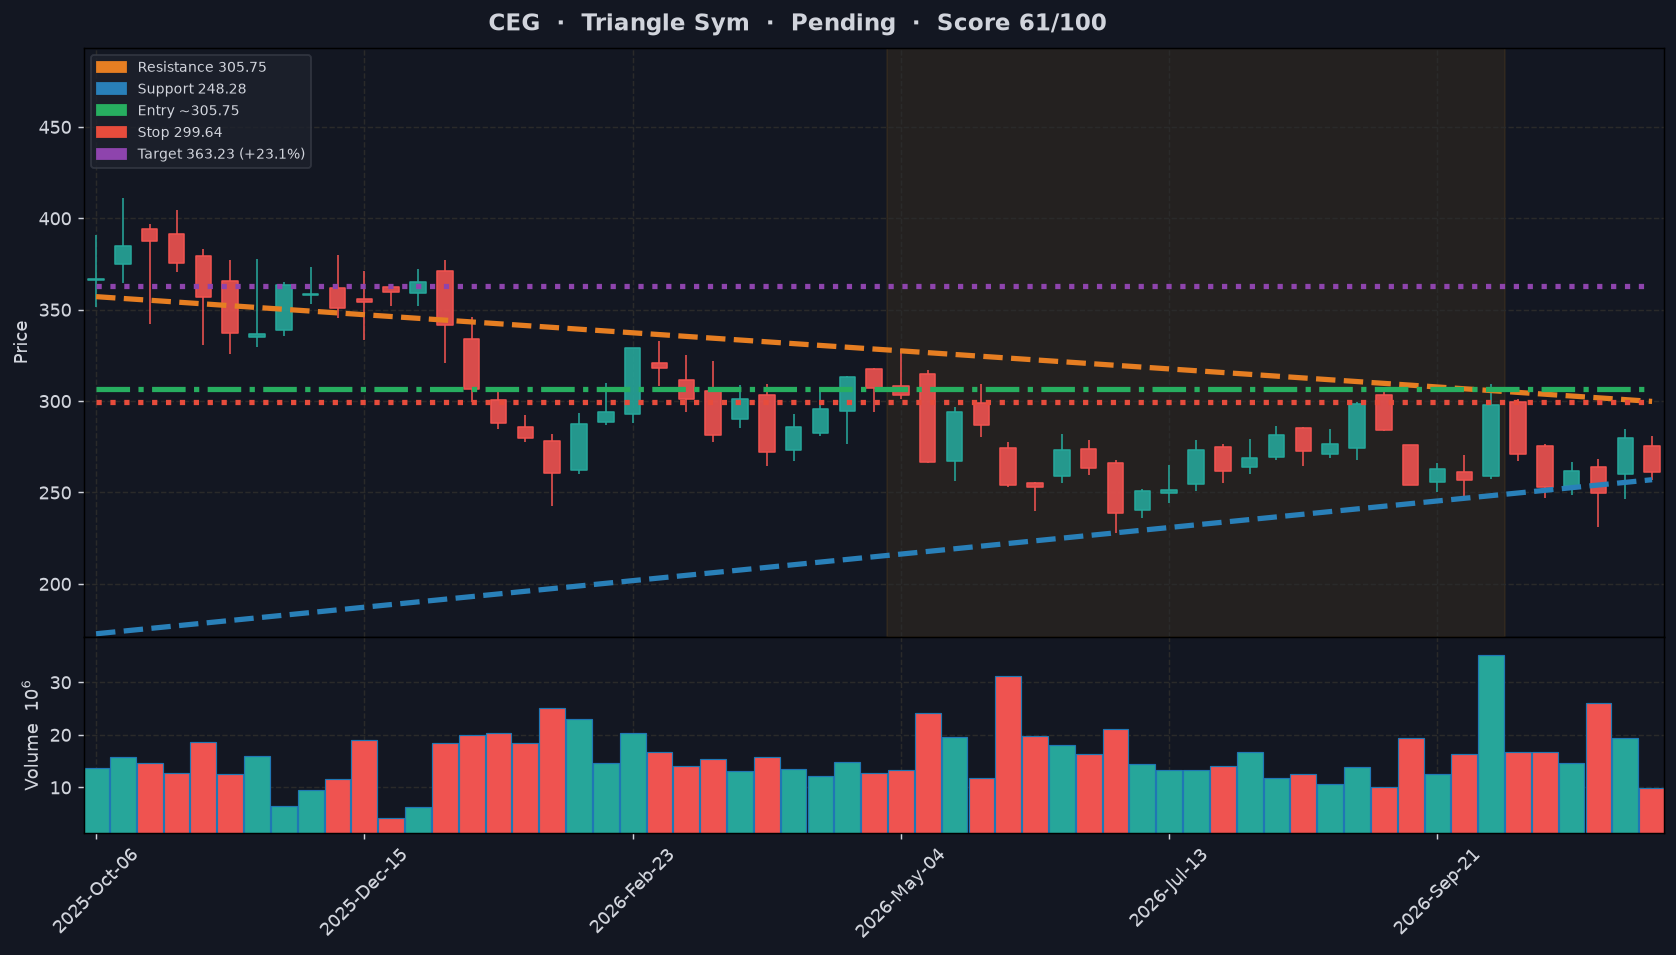 CEG · Triangle Sym · Pending · Score 61/100
Resistance 305.75
Support 248.28
Entry ~305.75
Stop 299.64
Target 363.23 (+23.1%)
Price
450
400
350
300
250
200
Volume 10⁶
30
20
10
2025-Oct-06
2025-Dec-15
2026-Feb-23
2026-May-04
2026-Jul-13
2026-Sep-21